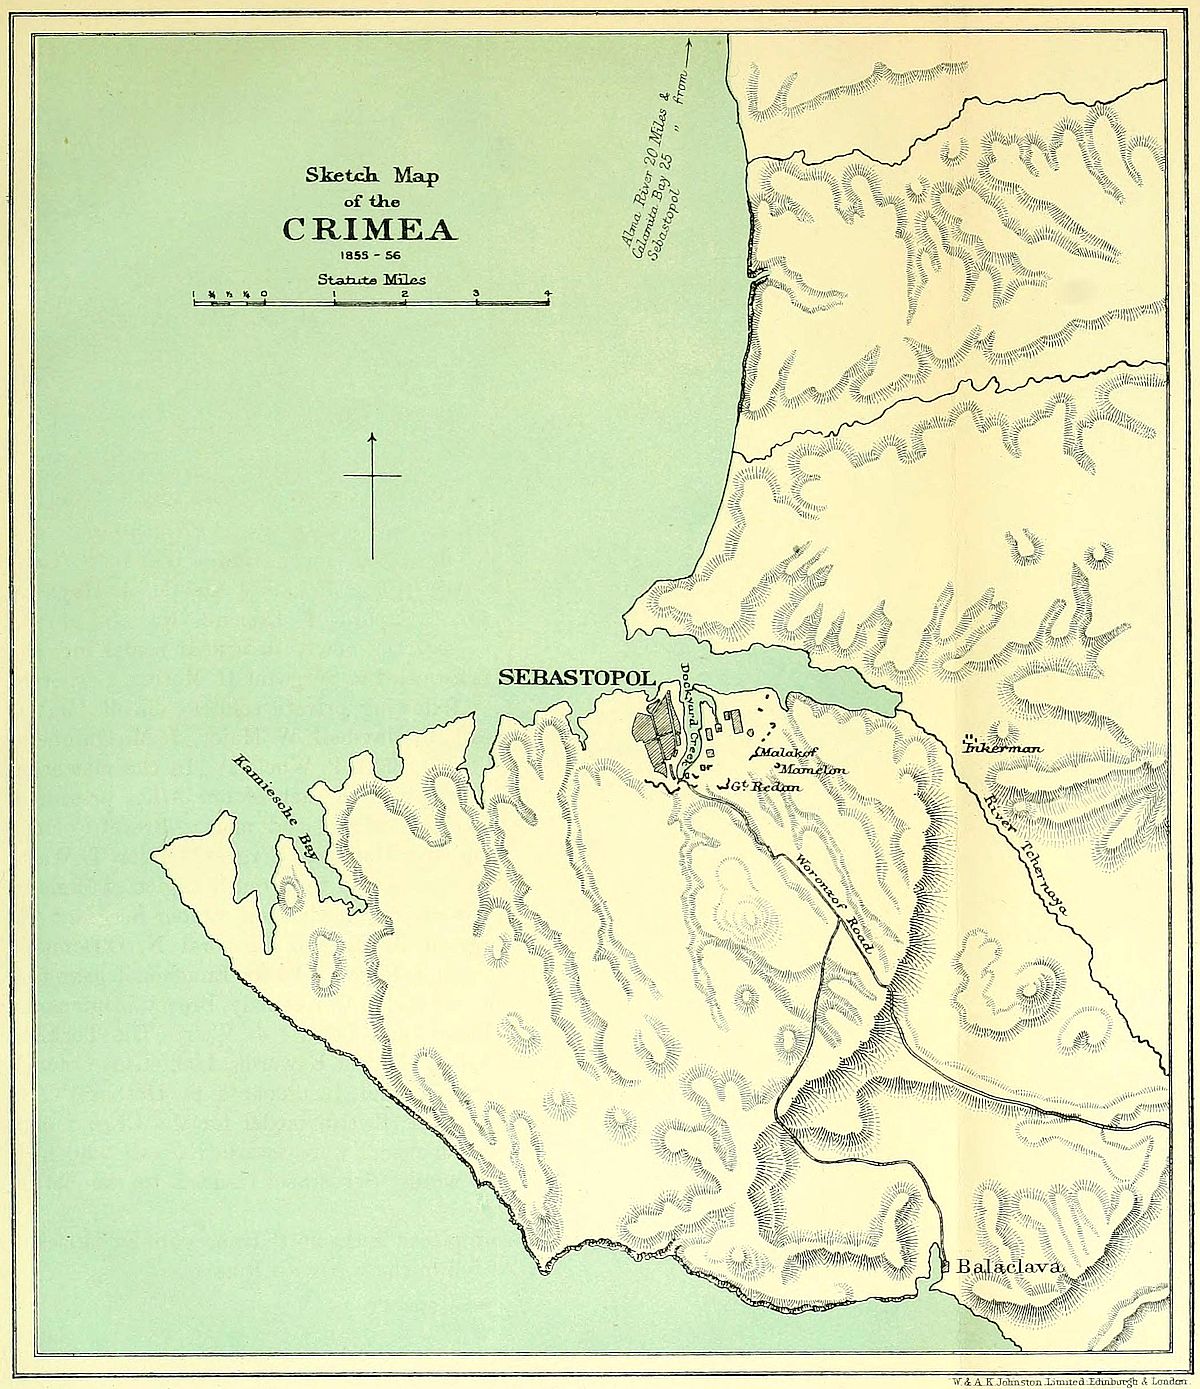 Sketch Map
of the
CRIMEA
1855 - 56
Statute Miles
1 ¾ ½ ¼ 0 1 2 3 4
Alma River 20 Miles &
Calamita Bay 25 " from
Sebastopol
SEBASTOPOL
Dockyard Creek
Malakof
Mamelon
Gt Redan
Inkerman
River Tchernaya
Kamiesche Bay
Woronzof Road
Balaclava
W. & A. K. Johnston Limited Edinburgh & London